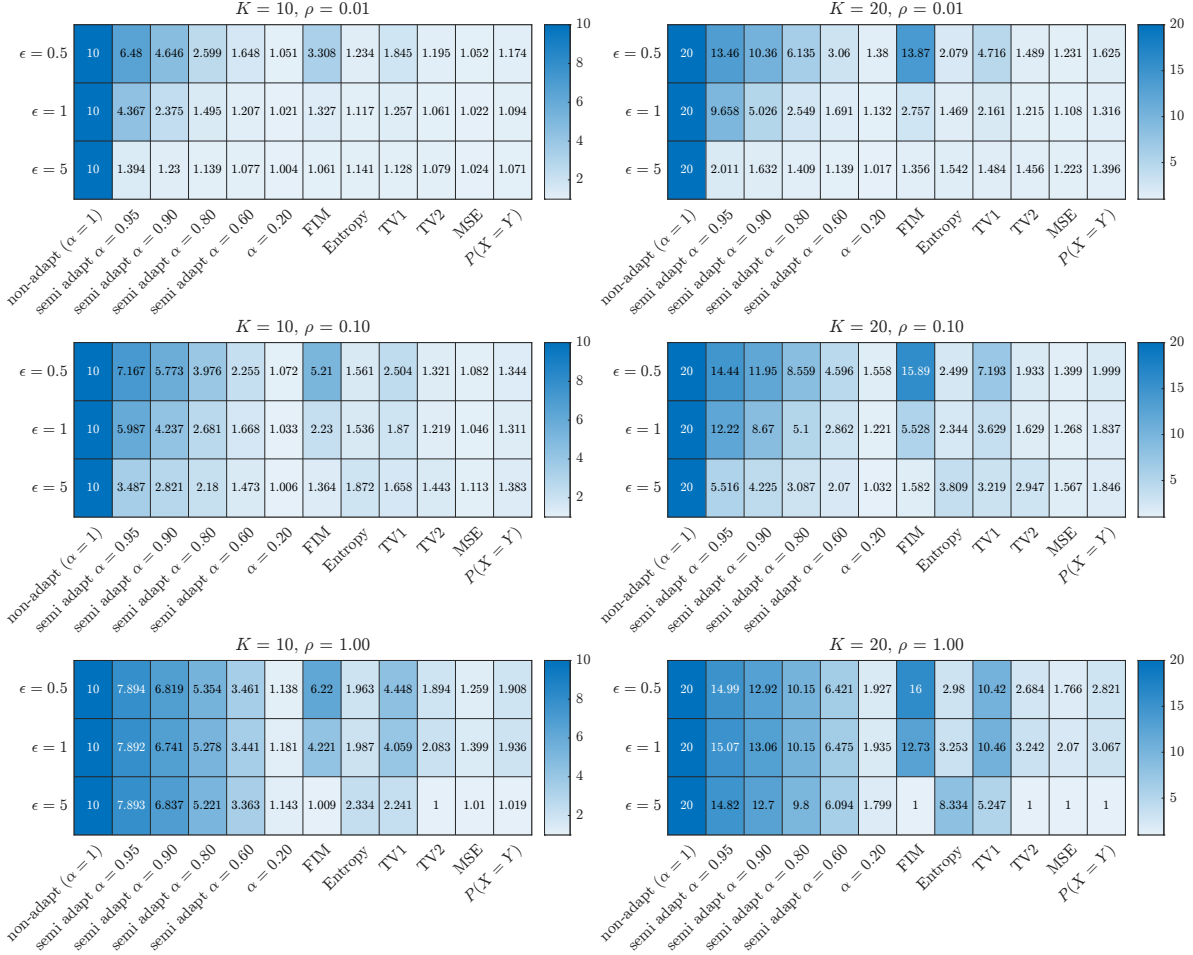 K = 10, ρ = 0.01
ϵ = 0.5 10 6.48 4.646 2.599 1.648 1.051 3.308 1.234 1.845 1.195 1.052 1.174
ϵ = 1 10 4.367 2.375 1.495 1.207 1.021 1.327 1.117 1.257 1.061 1.022 1.094
ϵ = 5 10 1.394 1.23 1.139 1.077 1.004 1.061 1.141 1.128 1.079 1.024 1.071
10
8
6
4
2
non-adapt (α = 1)
semi adapt α = 0.95
semi adapt α = 0.90
semi adapt α = 0.80
semi adapt α = 0.60
α = 0.20
FIM
Entropy
TV1
TV2
MSE
P(X = Y)
K = 20, ρ = 0.01
ϵ = 0.5 20 13.46 10.36 6.135 3.06 1.38 13.87 2.079 4.716 1.489 1.231 1.625
ϵ = 1 20 9.658 5.026 2.549 1.691 1.132 2.757 1.469 2.161 1.215 1.108 1.316
ϵ = 5 20 2.011 1.632 1.409 1.139 1.017 1.356 1.542 1.484 1.456 1.223 1.396
20
15
10
5
non-adapt (α = 1)
semi adapt α = 0.95
semi adapt α = 0.90
semi adapt α = 0.80
semi adapt α = 0.60
α = 0.20
FIM
Entropy
TV1
TV2
MSE
P(X = Y)
K = 10, ρ = 0.10
ϵ = 0.5 10 7.167 5.773 3.976 2.255 1.072 5.21 1.561 2.504 1.321 1.082 1.344
ϵ = 1 10 5.987 4.237 2.681 1.668 1.033 2.23 1.536 1.87 1.219 1.046 1.311
ϵ = 5 10 3.487 2.821 2.18 1.473 1.006 1.364 1.872 1.658 1.443 1.113 1.383
10
8
6
4
2
non-adapt (α = 1)
semi adapt α = 0.95
semi adapt α = 0.90
semi adapt α = 0.80
semi adapt α = 0.60
α = 0.20
FIM
Entropy
TV1
TV2
MSE
P(X = Y)
K = 20, ρ = 0.10
ϵ = 0.5 20 14.44 11.95 8.559 4.596 1.558 15.89 2.499 7.193 1.933 1.399 1.999
ϵ = 1 20 12.22 8.67 5.1 2.862 1.221 5.528 2.344 3.629 1.629 1.268 1.837
ϵ = 5 20 5.516 4.225 3.087 2.07 1.032 1.582 3.809 3.219 2.947 1.567 1.846
20
15
10
5
non-adapt (α = 1)
semi adapt α = 0.95
semi adapt α = 0.90
semi adapt α = 0.80
semi adapt α = 0.60
α = 0.20
FIM
Entropy
TV1
TV2
MSE
P(X = Y)
K = 10, ρ = 1.00
ϵ = 0.5 10 7.894 6.819 5.354 3.461 1.138 6.22 1.963 4.448 1.894 1.259 1.908
ϵ = 1 10 7.892 6.741 5.278 3.441 1.181 4.221 1.987 4.059 2.083 1.399 1.936
ϵ = 5 10 7.893 6.837 5.221 3.363 1.143 1.009 2.334 2.241 1 1.01 1.019
10
8
6
4
2
non-adapt (α = 1)
semi adapt α = 0.95
semi adapt α = 0.90
semi adapt α = 0.80
semi adapt α = 0.60
α = 0.20
FIM
Entropy
TV1
TV2
MSE
P(X = Y)
K = 20, ρ = 1.00
ϵ = 0.5 20 14.99 12.92 10.15 6.421 1.927 16 2.98 10.42 2.684 1.766 2.821
ϵ = 1 20 15.07 13.06 10.15 6.475 1.935 12.73 3.253 10.46 3.242 2.07 3.067
ϵ = 5 20 14.82 12.7 9.8 6.094 1.799 1 8.334 5.247 1 1 1
20
15
10
5
non-adapt (α = 1)
semi adapt α = 0.95
semi adapt α = 0.90
semi adapt α = 0.80
semi adapt α = 0.60
α = 0.20
FIM
Entropy
TV1
TV2
MSE
P(X = Y)